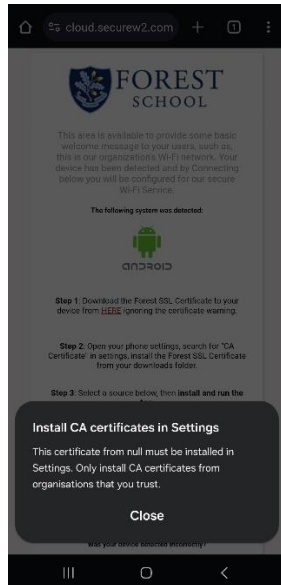 cloud.securew2.com
1
FOREST
SCHOOL
This area is available to provide some basic
welcome message to your users, such as:
this is our organization's Wi-Fi network. Your
device has been detected and by Connecting
below you will be configured for our secure
Wi-Fi Service.
The following system was detected:
ANDROID
Step 1: Download the Forest SSL Certificate to your
device from HERE ignoring the certificate warning.
Step 2: Open your phone settings, search for "CA
Certificate" in settings, install the Forest SSL Certificate
from your downloads folder.
Step 3: Select a source below, then install and run the
Install CA certificates in Settings
This certificate from null must be installed in
Settings. Only install CA certificates from
organisations that you trust.
Close
Was your device detected incorrectly?